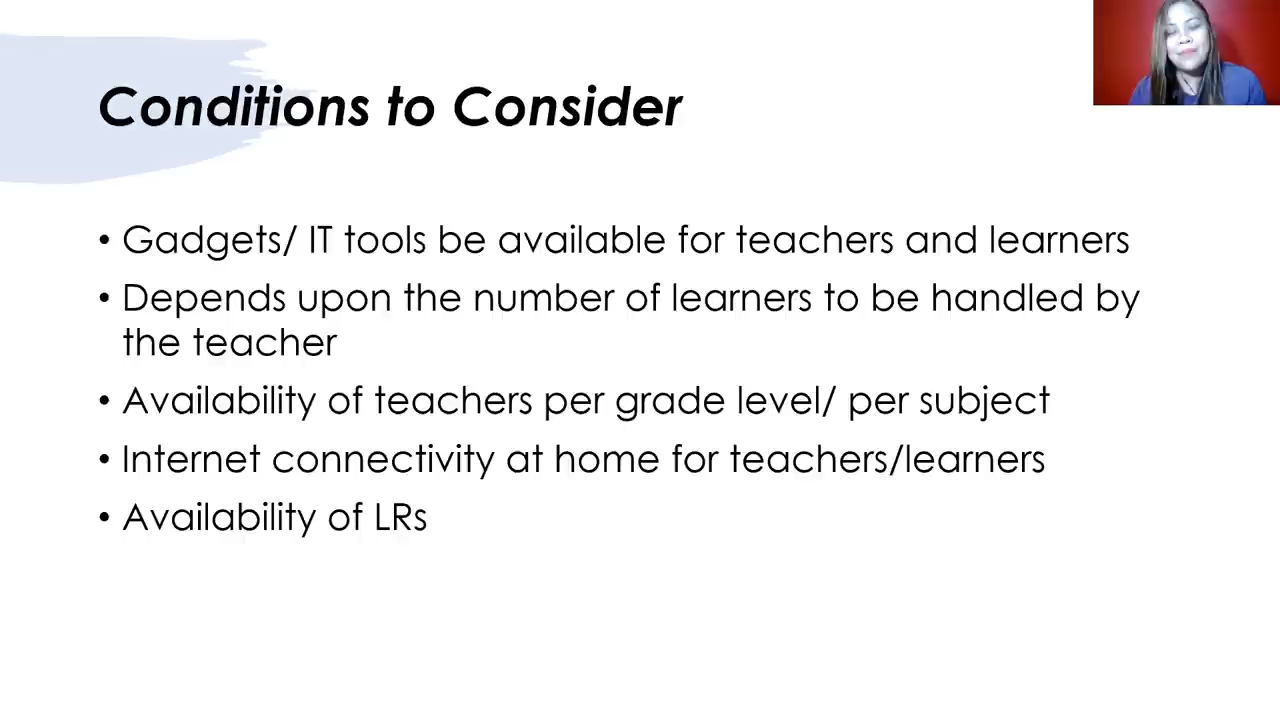 Conditions to Consider
• Gadgets/ IT tools be available for teachers and learners
• Depends upon the number of learners to be handled by
the teacher
• Availability of teachers per grade level/ per subject
• Internet connectivity at home for teachers/learners
• Availability of LRs